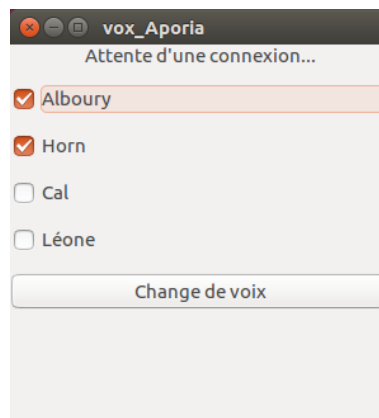 vox_Aporia
Attente d'une connexion...
Alboury
Horn
Cal
Léone
Change de voix